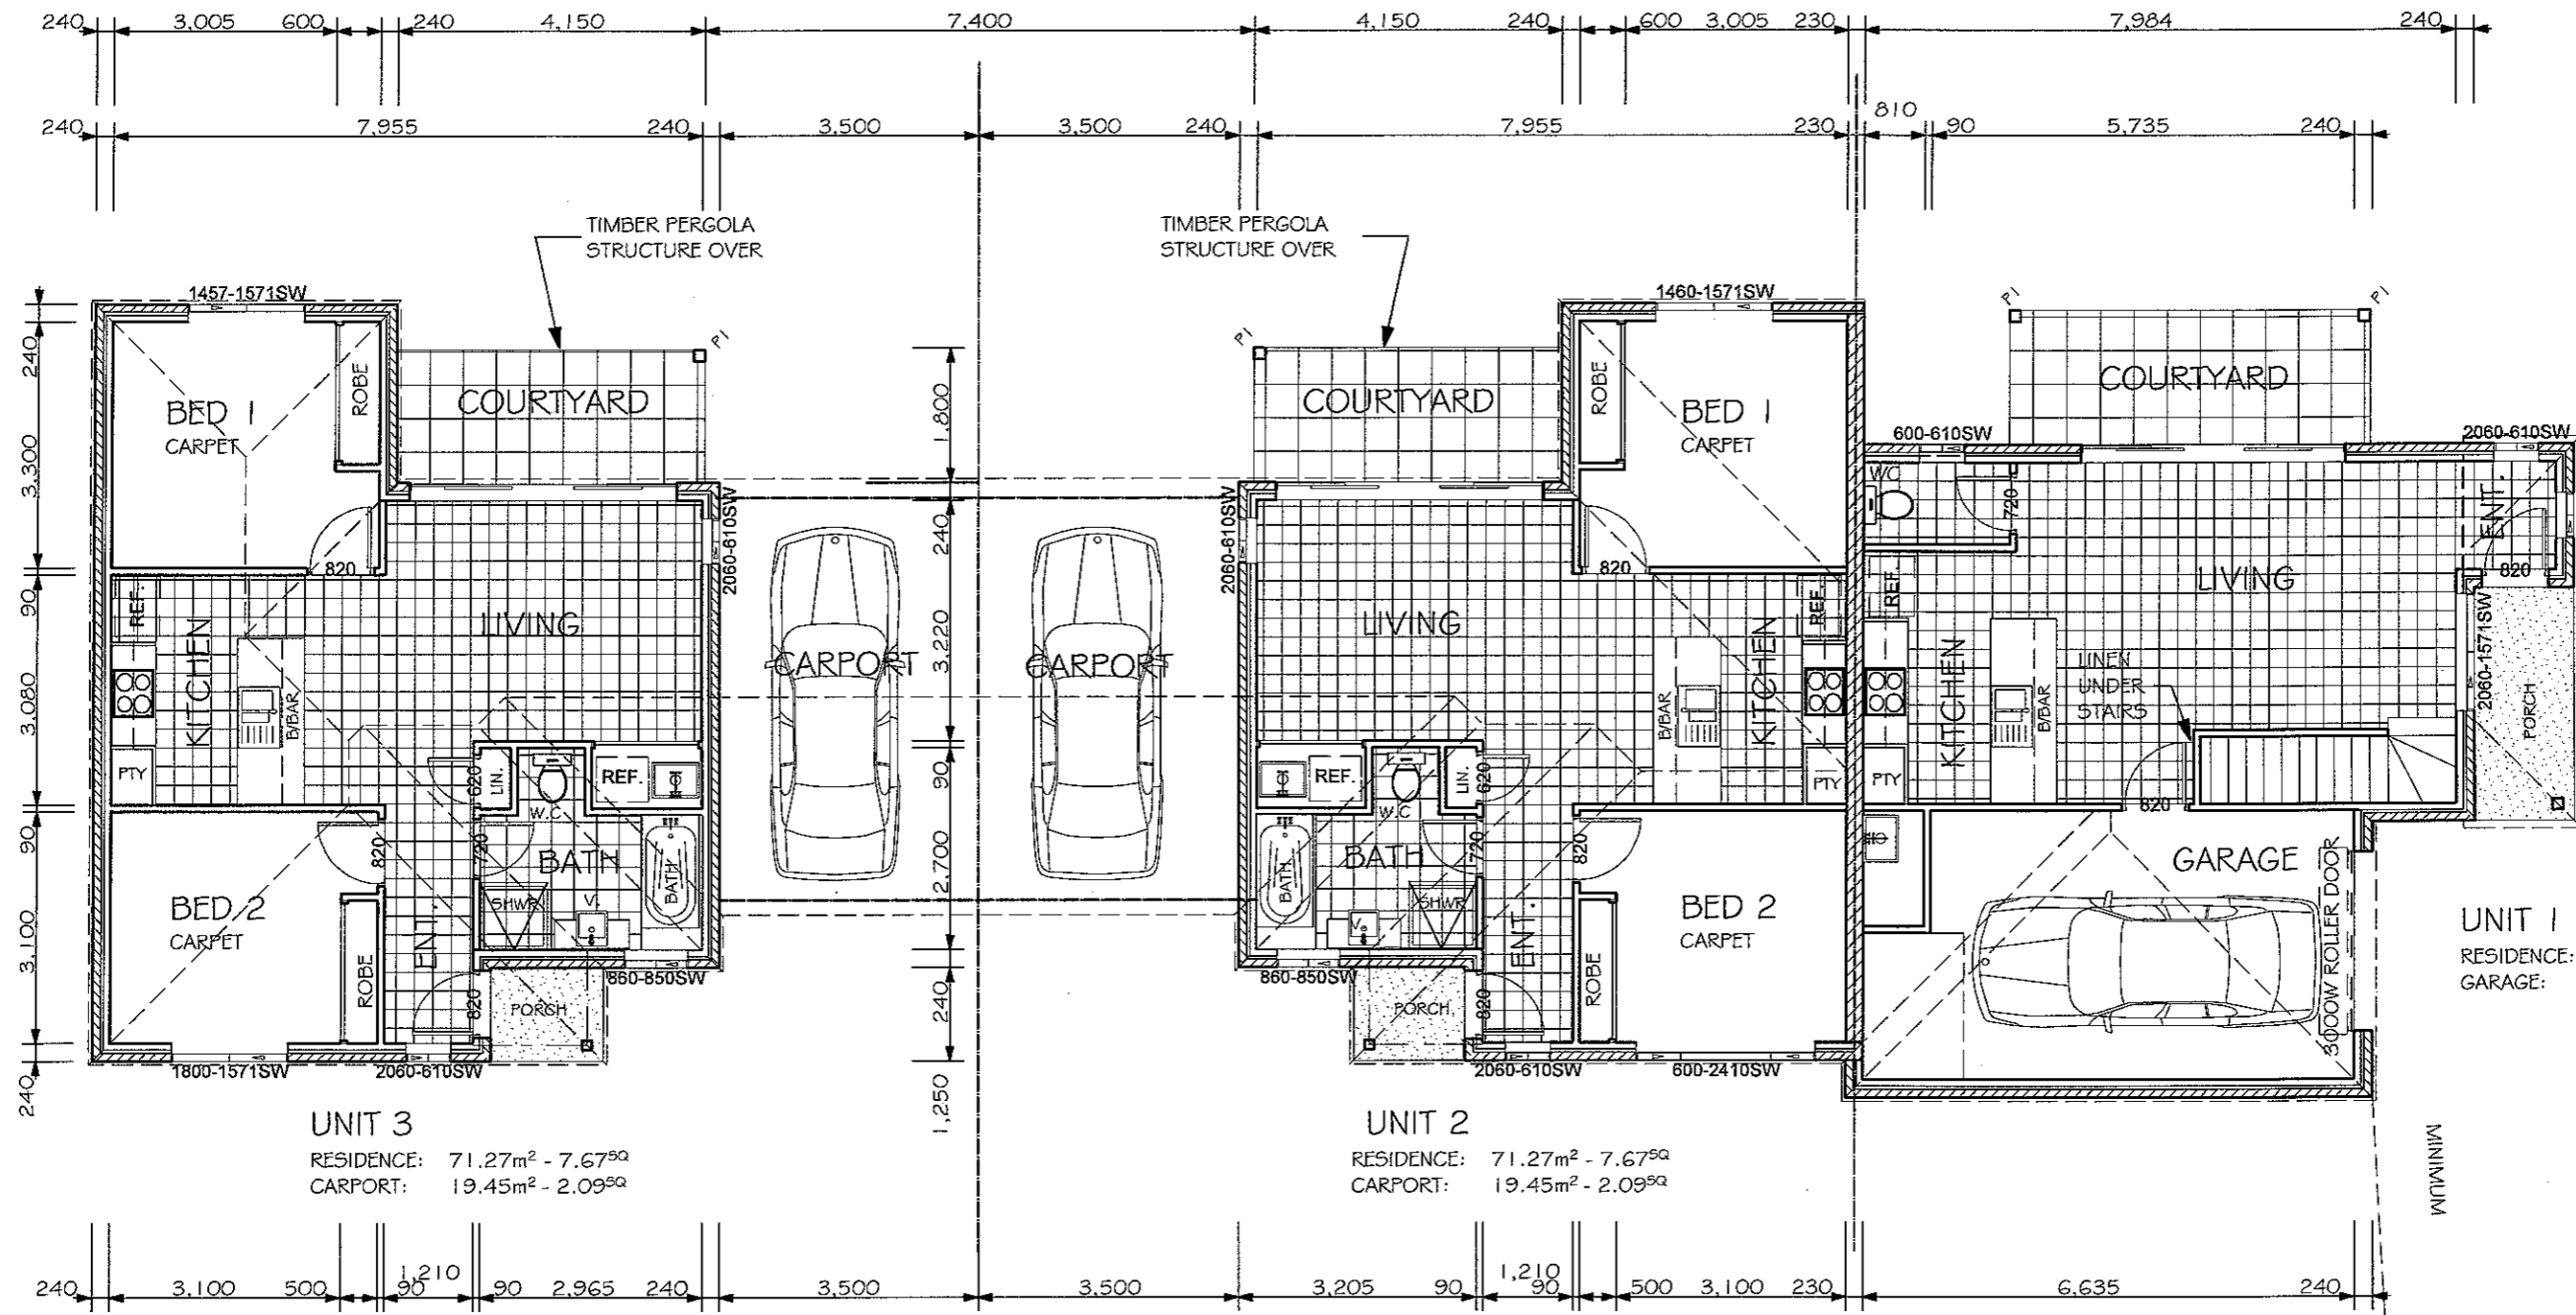 240 3,005 600 240 4,150 7,400 4,150 240 600 3,005 230 7,984 240
240 7,955 240 3,500 3,500 240 7,955 230 810 90 5,735 240
TIMBER PERGOLA
STRUCTURE OVER
TIMBER PERGOLA
STRUCTURE OVER
1457-1571SW
1460-1571SW
P1
P1
P1
P1
240
3,300
90
3,080
90
3,100
240
BED 1
CARPET
ROBE
COURTYARD
820
REF.
KITCHEN
B/BAR
PTY
LIVING
2060-610SW
620
LIN.
W.C
REF.
820
720
BATH
BATH
SHWR
V.
BED 2
CARPET
ROBE
ENT.
820
PORCH
860-850SW
1800-1571SW
2060-610SW
CARPORT
CARPORT
1,800
240
3,220
90
2,700
240
1,250
COURTYARD
ROBE
BED 1
CARPET
2060-610SW
820
LIVING
REF.
KITCHEN
B/BAR
PTY
REF.
LIN.
620
W.C
BATH
BATH
720
820
SHWR
V.
ENT.
BED 2
CARPET
ROBE
PORCH
820
860-850SW
2060-610SW
600-2410SW
COURTYARD
600-610SW
2060-610SW
WC
720
ENT.
820
REF.
LIVING
KITCHEN
B/BAR
PTY
LINEN
UNDER
STAIRS
2060-1571SW
PORCH
820
GARAGE
3000W ROLLER DOOR
UNIT 1
RESIDENCE:
GARAGE:
MINIMUM
UNIT 3
RESIDENCE: 71.27m² - 7.67SQ
CARPORT: 19.45m² - 2.09SQ
UNIT 2
RESIDENCE: 71.27m² - 7.67SQ
CARPORT: 19.45m² - 2.09SQ
240 3,100 500 90 1,210 90 2,965 240 3,500 3,500 3,205 90 1,210 90 500 3,100 230 6,635 240